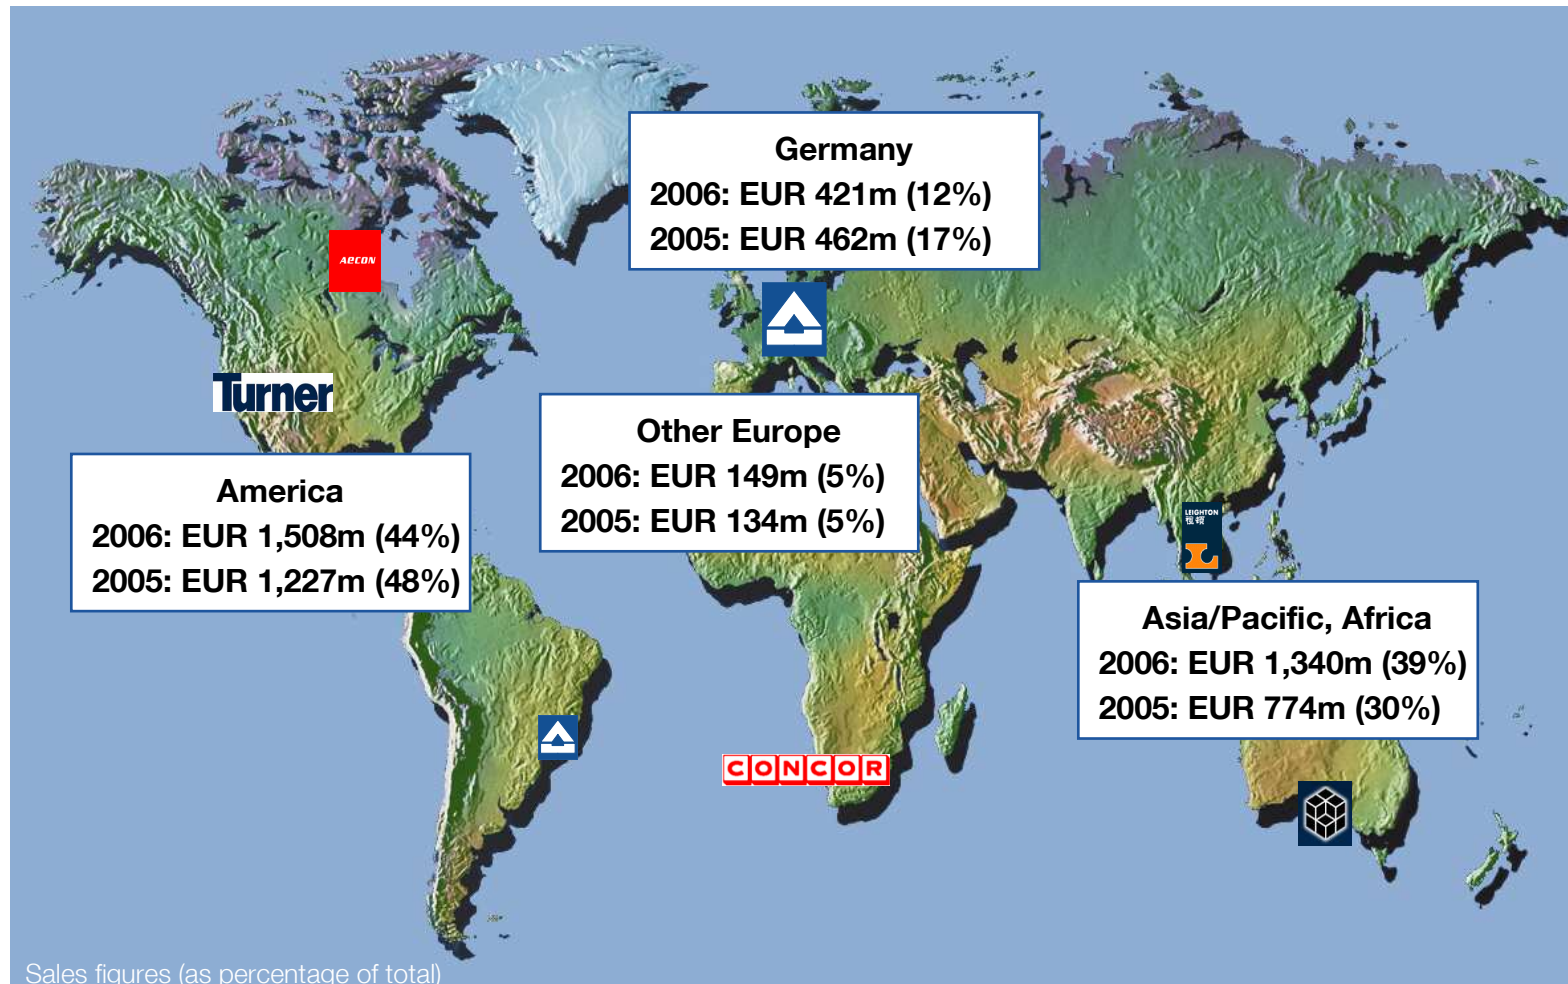 Germany
2006: EUR 421m (12%)
2005: EUR 462m (17%)
AECON
Turner
Other Europe
2006: EUR 149m (5%)
2005: EUR 134m (5%)
America
2006: EUR 1,508m (44%)
2005: EUR 1,227m (48%)
LEIGHTON
Asia/Pacific, Africa
2006: EUR 1,340m (39%)
2005: EUR 774m (30%)
CONCOR
Sales figures (as percentage of total)